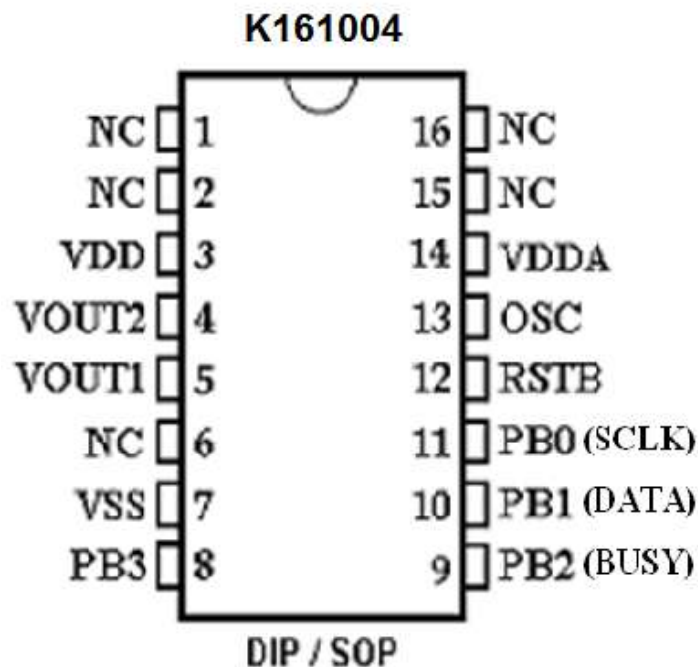 K161004
NC 1 16 NC
NC 2 15 NC
VDD 3 14 VDDA
VOUT2 4 13 OSC
VOUT1 5 12 RSTB
NC 6 11 PB0 (SCLK)
VSS 7 10 PB1 (DATA)
PB3 8 9 PB2 (BUSY)
DIP / SOP